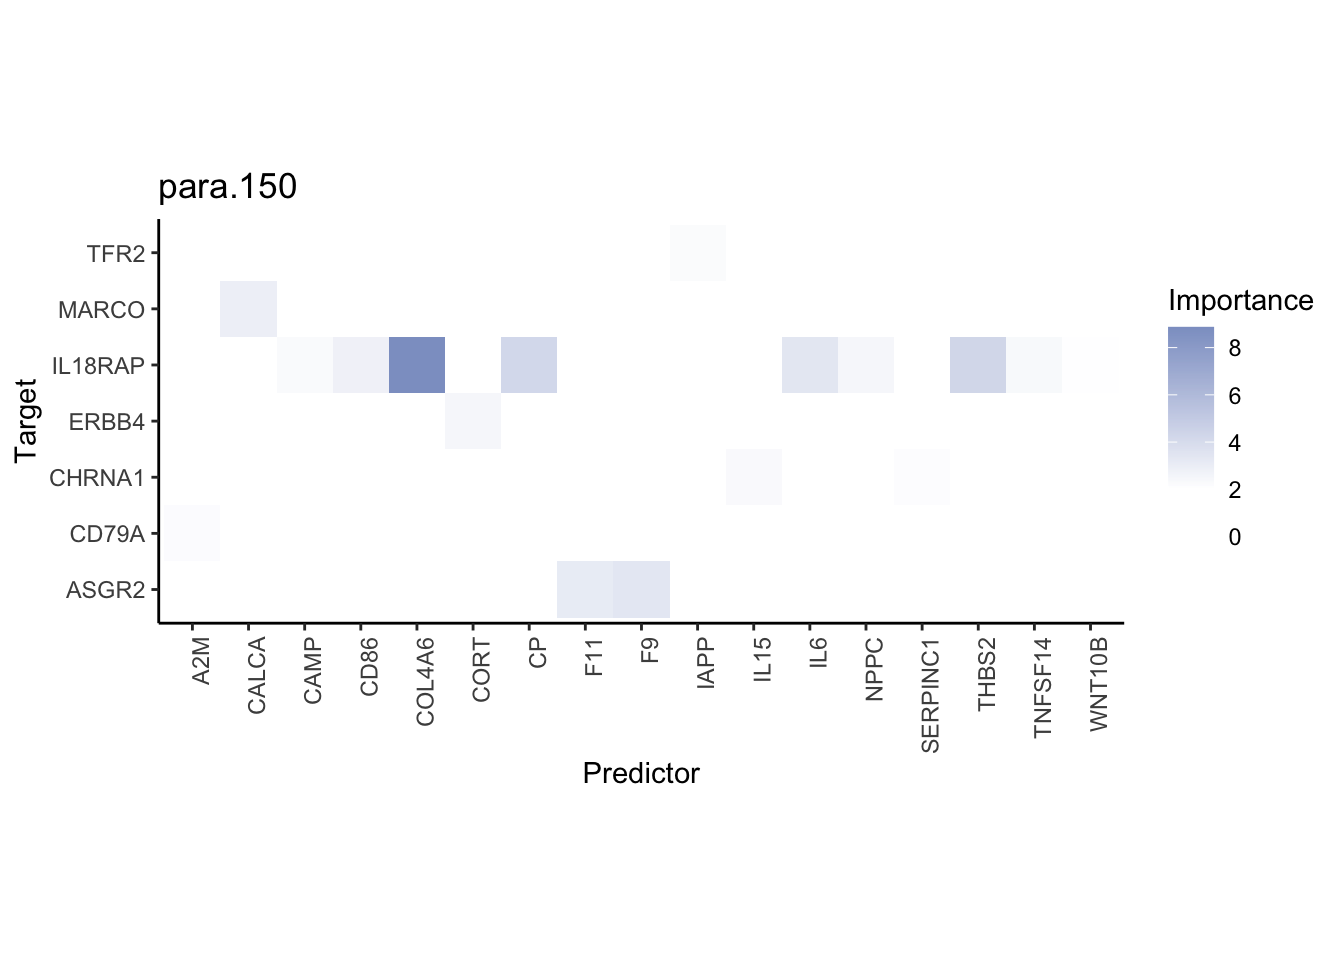 para.150
TFR2
MARCO
IL18RAP
ERBB4
CHRNA1
CD79A
ASGR2
Target
A2M
CALCA
CAMP
CD86
COL4A6
CORT
CP
F11
F9
IAPP
IL15
IL6
NPPC
SERPINC1
THBS2
TNFSF14
WNT10B
Predictor
Importance
8
6
4
2
0